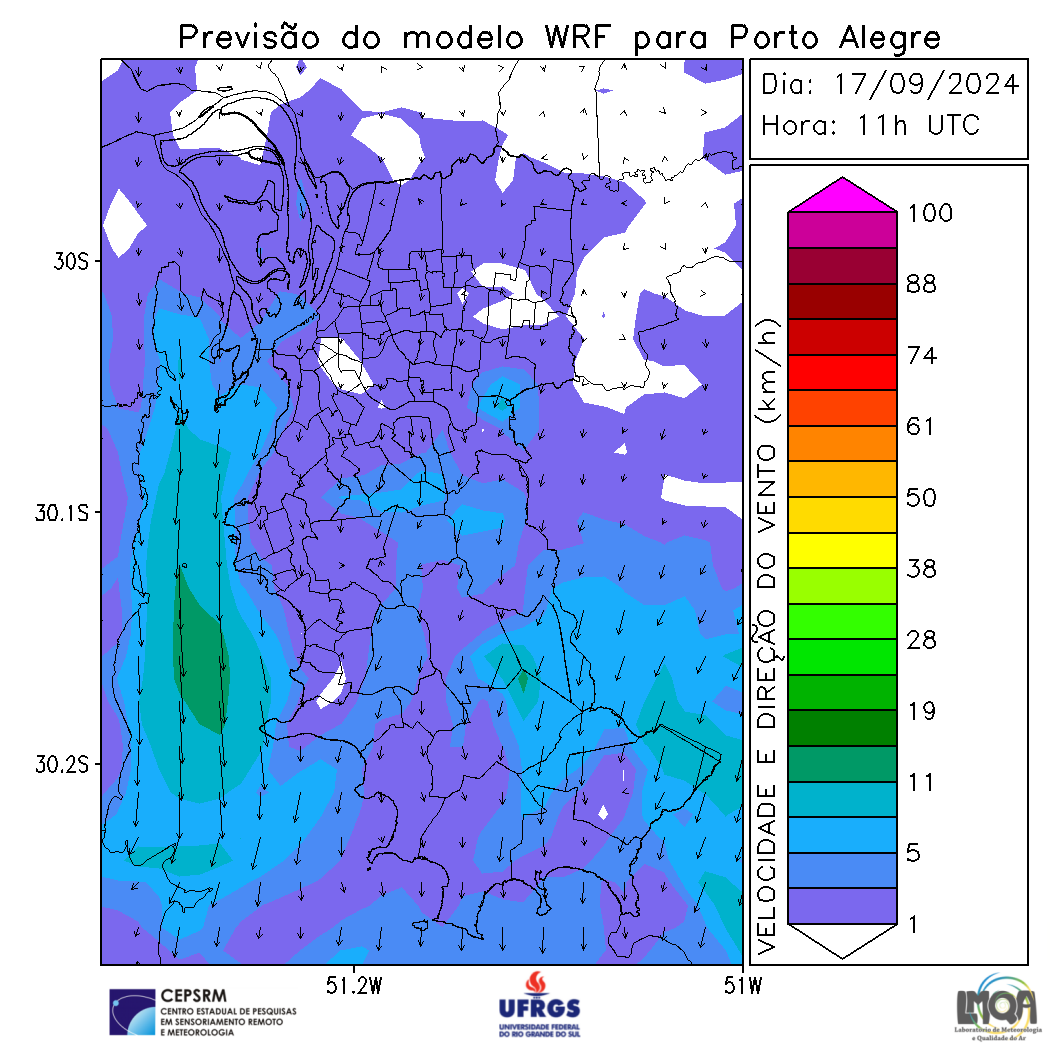 Previsão do modelo WRF para Porto Alegre
Dia: 17/09/2024
Hora: 11h UTC
30S
30.1S
30.2S
51.2W
51W
VELOCIDADE E DIREÇÃO DO VENTO (km/h)
100
88
74
61
50
38
28
19
11
5
1
CEPSRM
CENTRO ESTADUAL DE PESQUISAS
EM SENSORIAMENTO REMOTO
E METEOROLOGIA
UFRGS
UNIVERSIDADE FEDERAL
DO RIO GRANDE DO SUL
LMQA
Laboratório de Meteorologia
e Qualidade do Ar